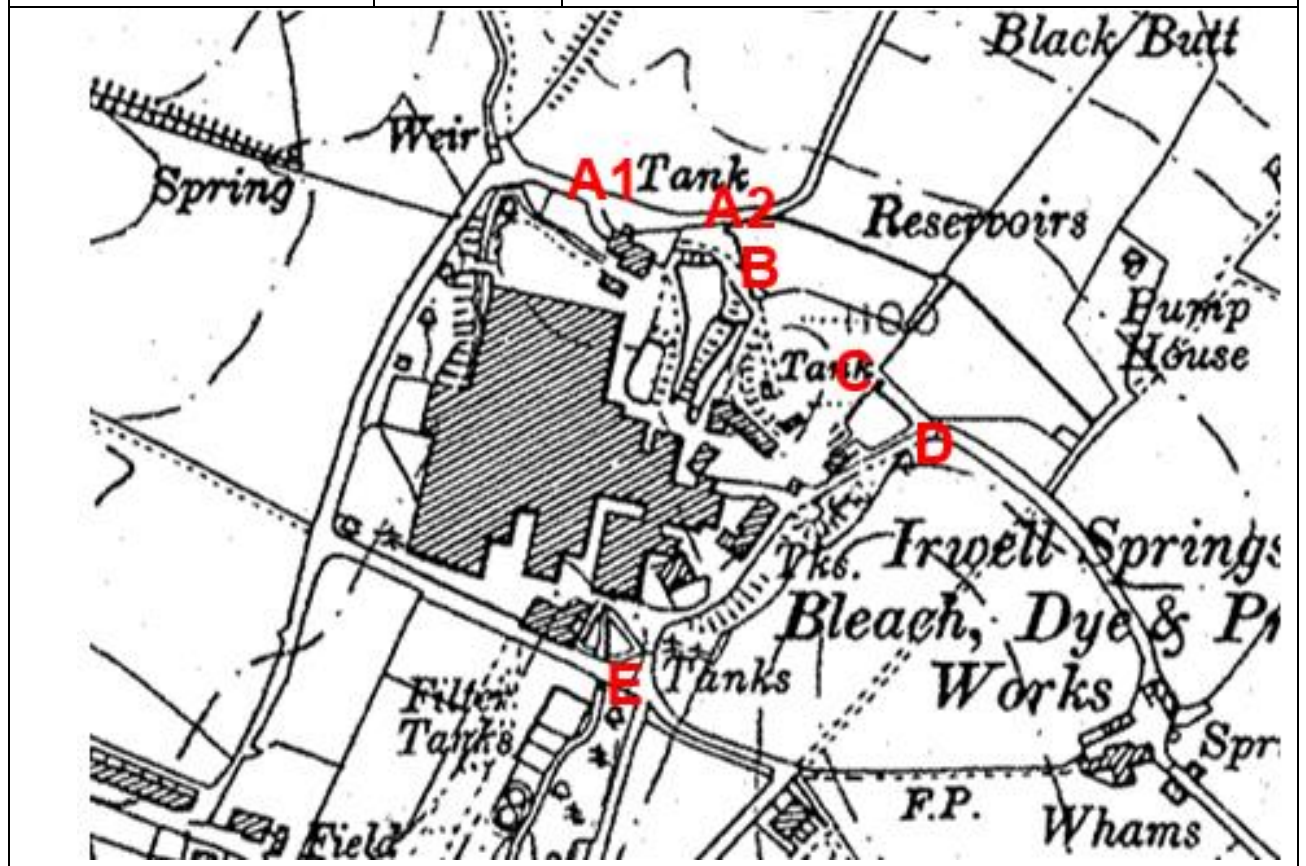 Black Butt
Weir
Spring
A1
Tank
A2
Reservoirs
B
1100
Pump
House
Tank
C
D
Irwell Springs
Tks.
Bleach, Dye & P
Works
E
Tanks
Filter
Tanks
Spr
F.P.
Whams
Field